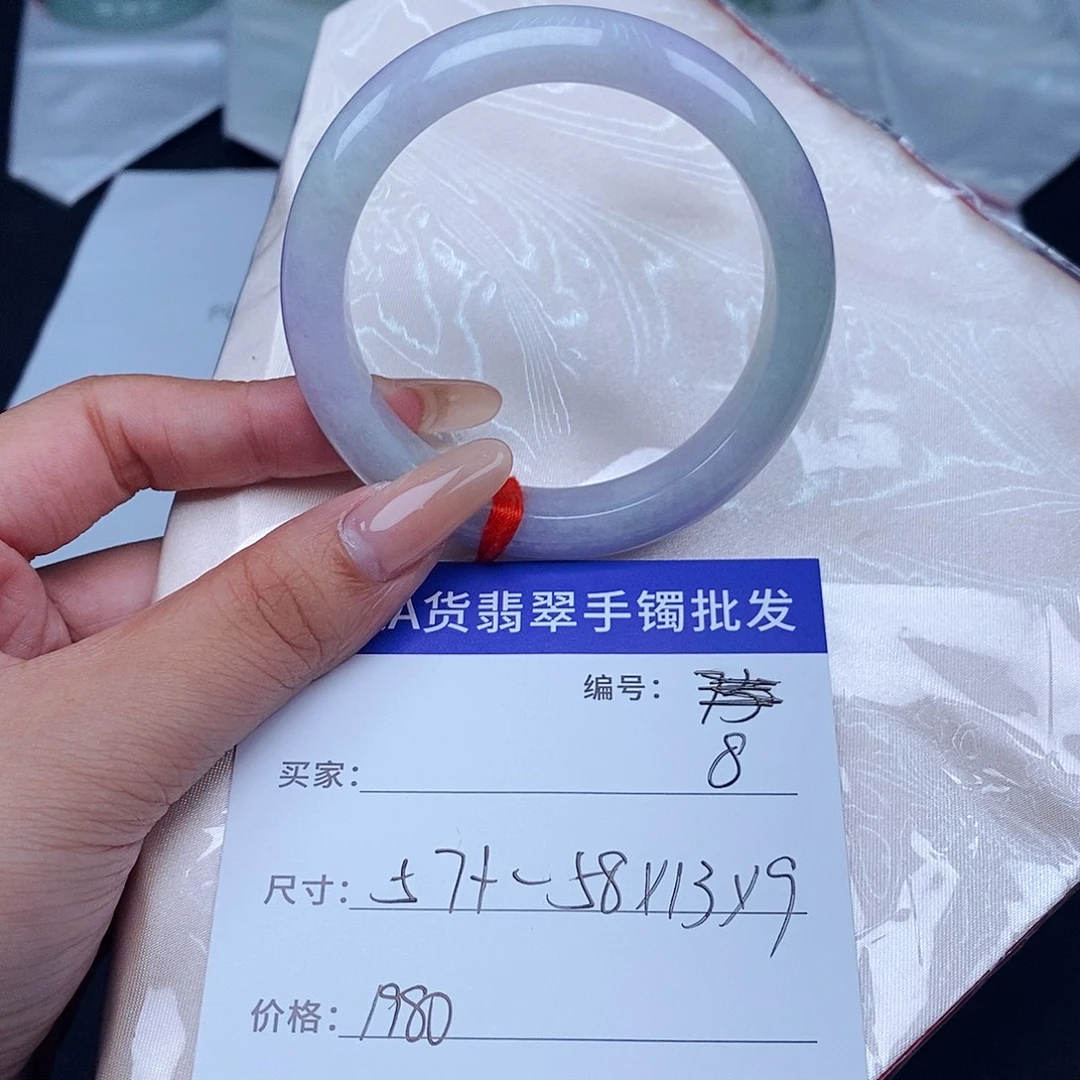 A货翡翠手镯批发
编号：
8
买家：
尺寸：57+~58X13X9
价格：1980